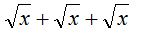 √x + √x + √x